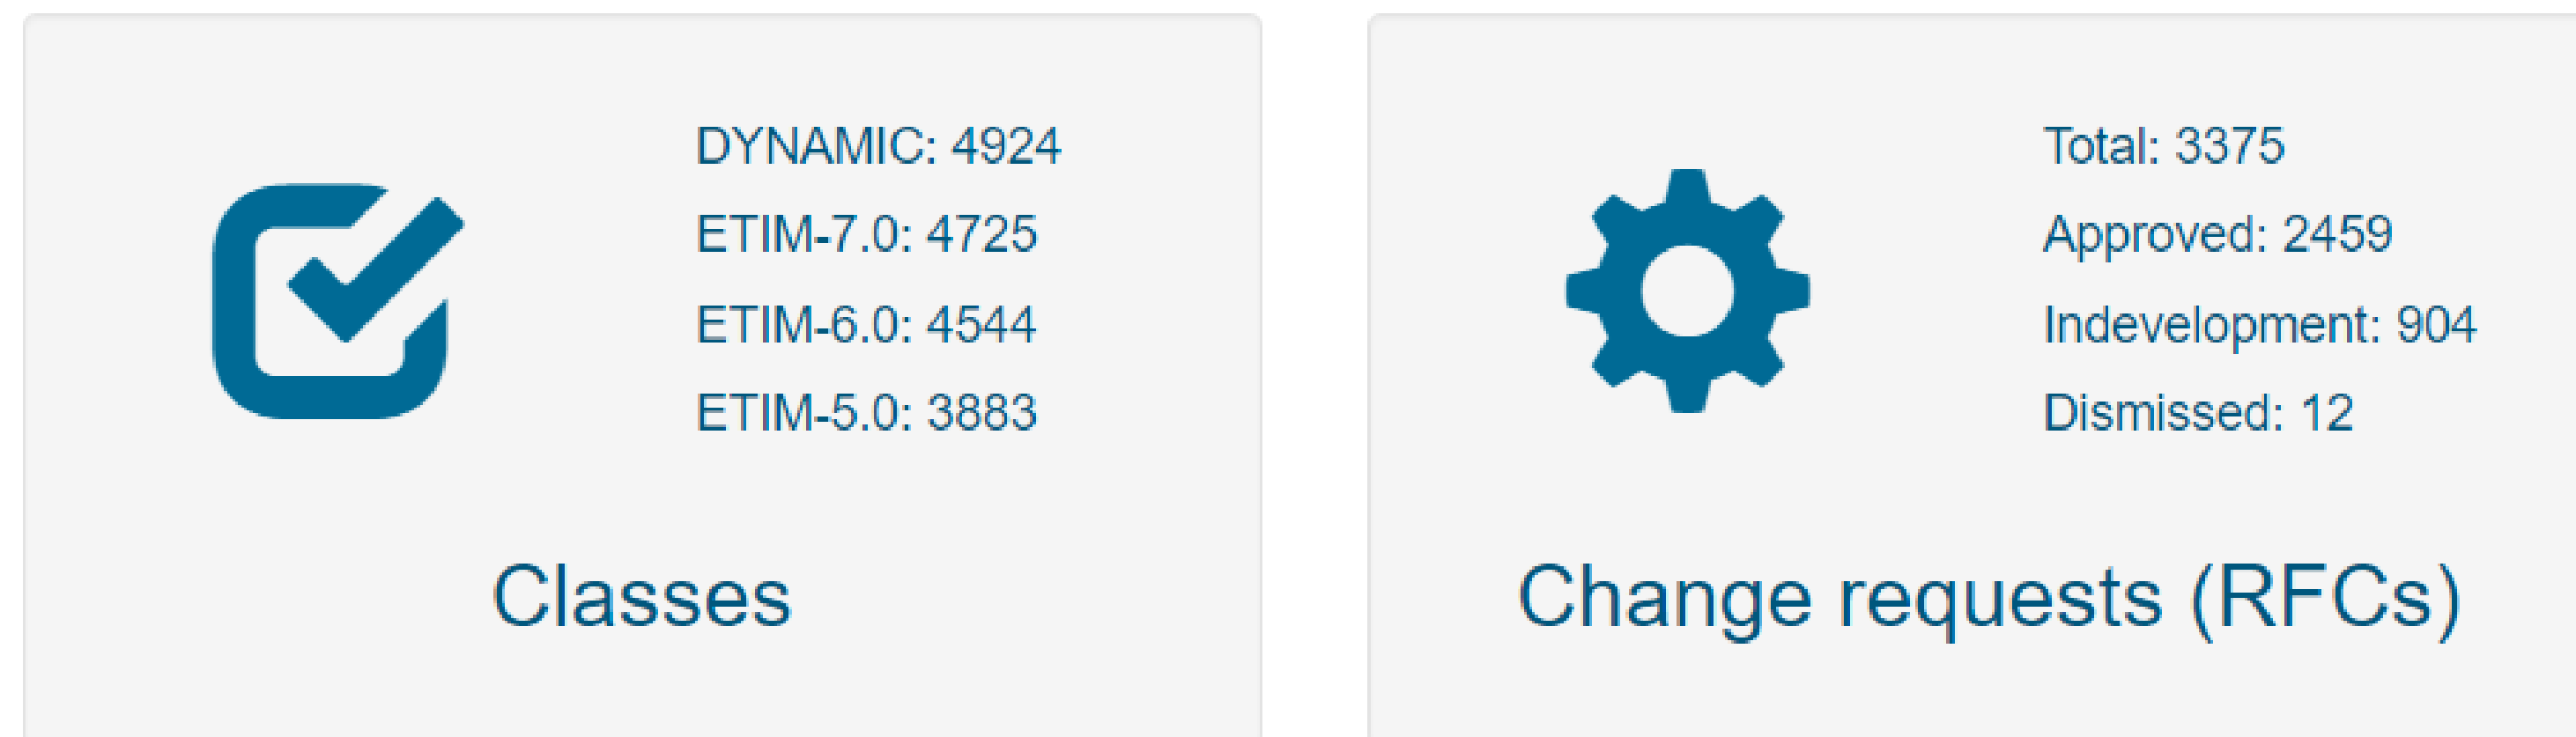 DYNAMIC: 4924
ETIM-7.0: 4725
ETIM-6.0: 4544
ETIM-5.0: 3883
Classes
Total: 3375
Approved: 2459
Indevelopment: 904
Dismissed: 12
Change requests (RFCs)